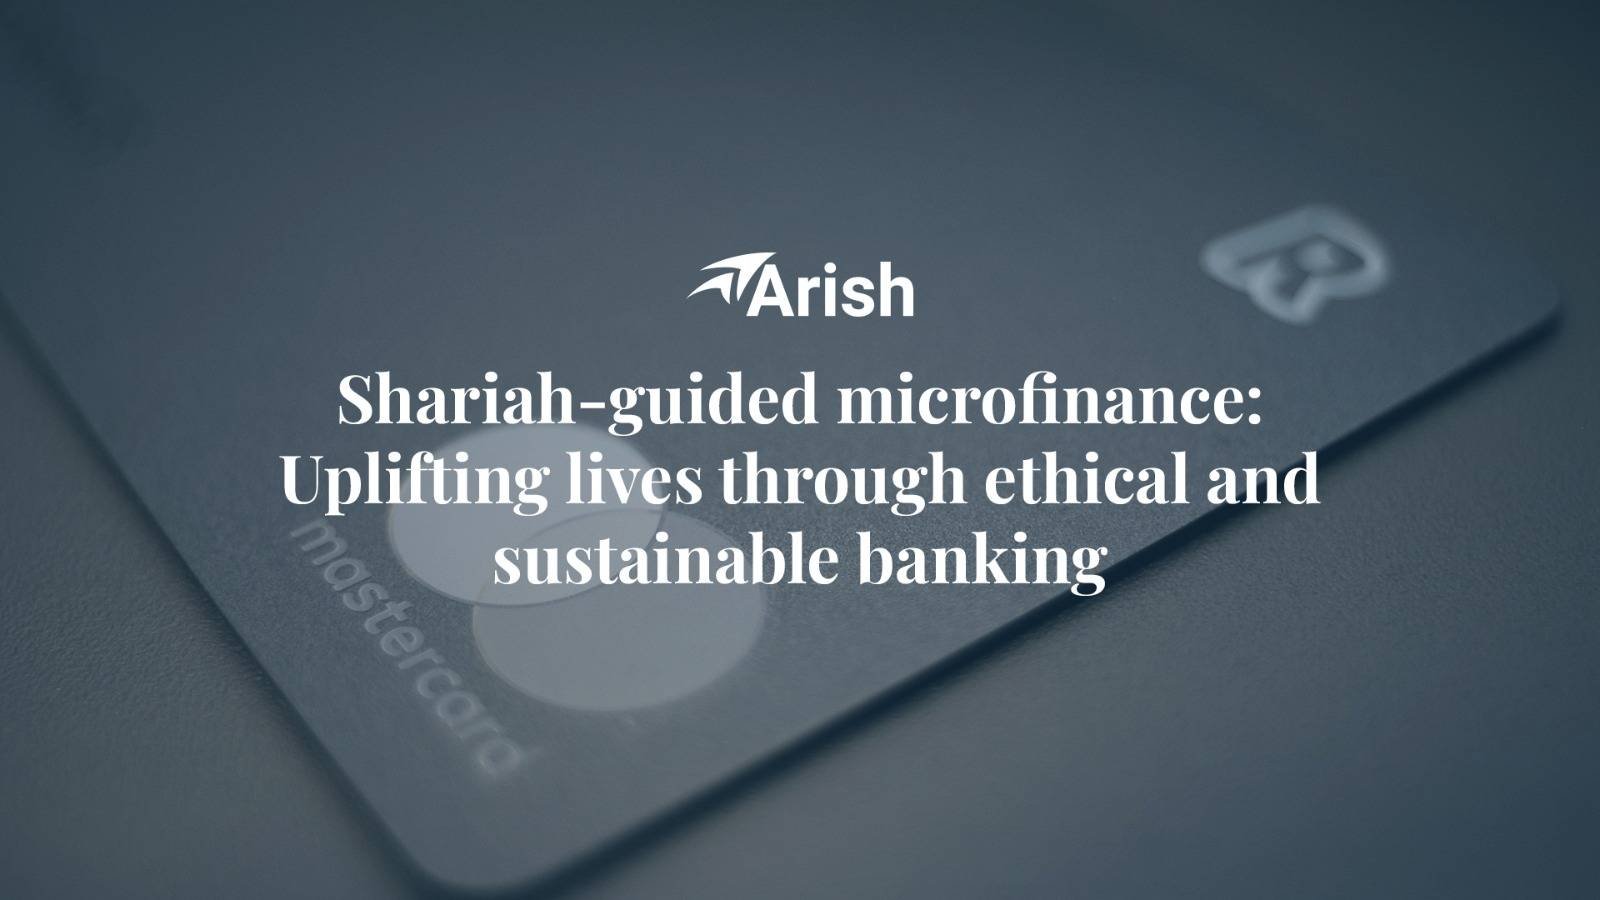 Arish
Shariah-guided microfinance:
Uplifting lives through ethical and
sustainable banking
mastercard
R